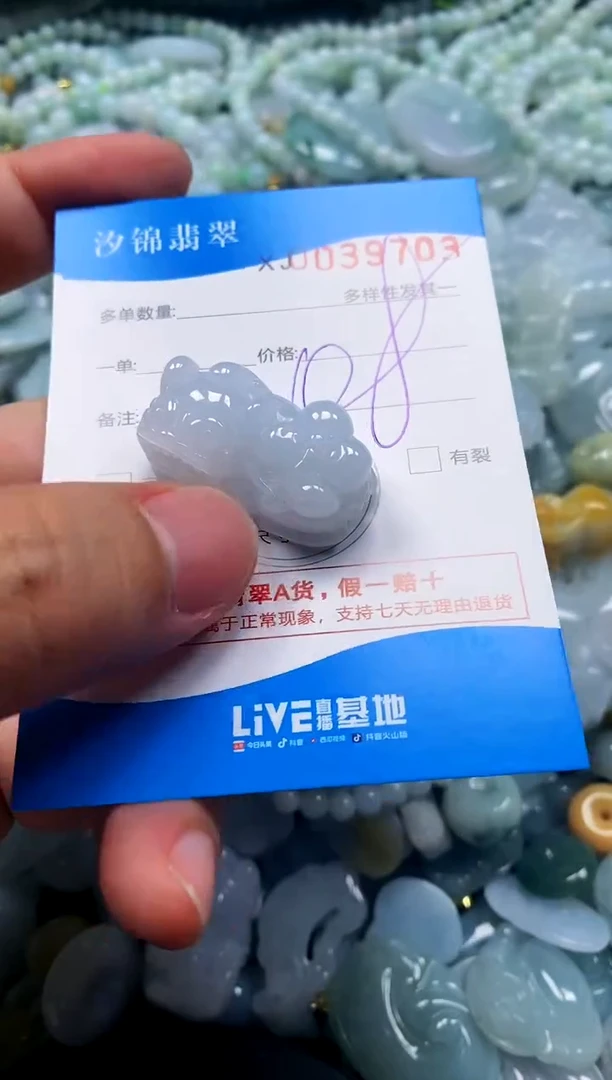 汐锦翡翠
XJ0039703
多单数量:
多样性发其一
一单:
价格:
108
备注:
有裂
翠A货，假一赔十
属于正常现象，支持七天无理由退货
LiVE直播基地
今日头条 抖音 西瓜视频 抖音火山版